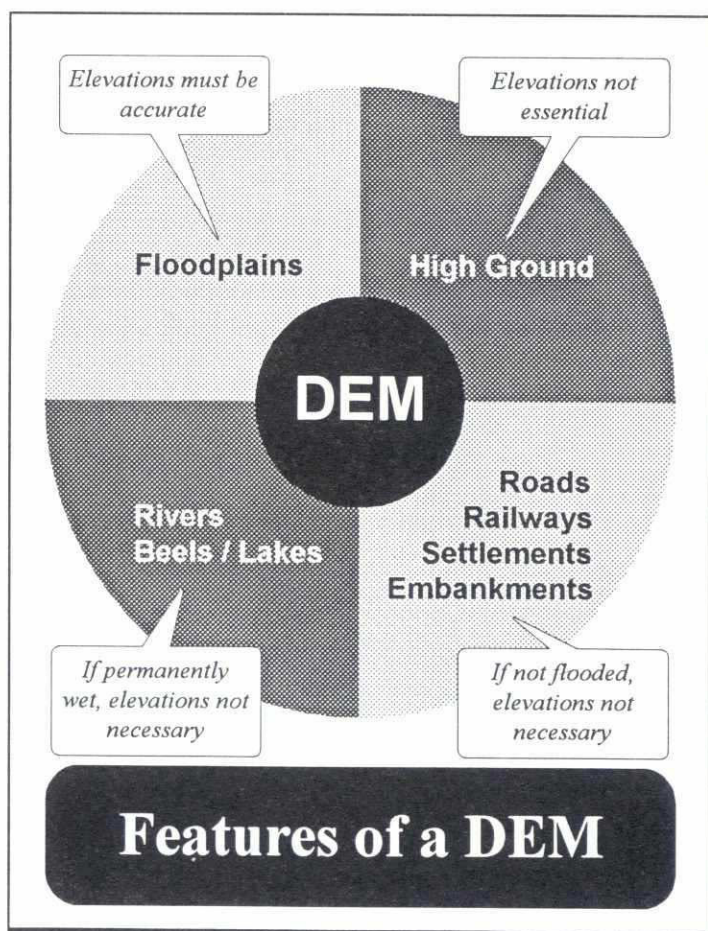 Elevations must be
accurate
Elevations not
essential
Floodplains
High Ground
DEM
Rivers
Beels / Lakes
Roads
Railways
Settlements
Embankments
If permanently
wet, elevations not
necessary
If not flooded,
elevations not
necessary
Features of a DEM